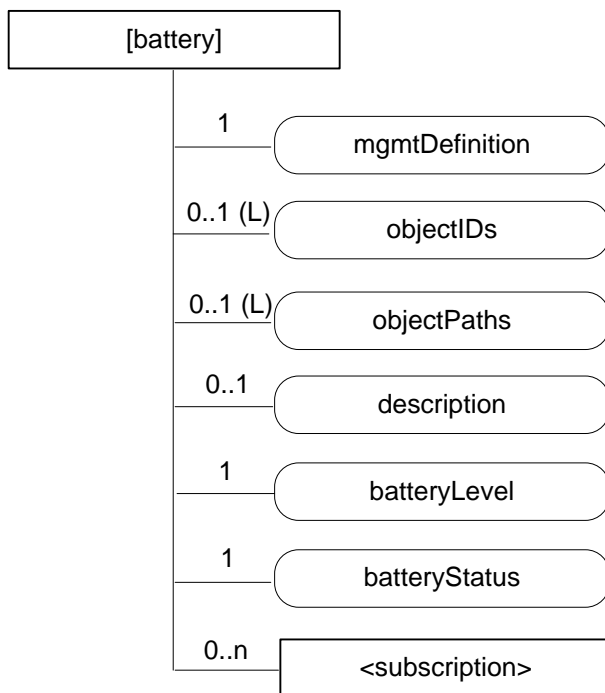 [battery]
1
mgmtDefinition
0..1 (L)
objectIDs
0..1 (L)
objectPaths
0..1
description
1
batteryLevel
1
batteryStatus
0..n
<subscription>